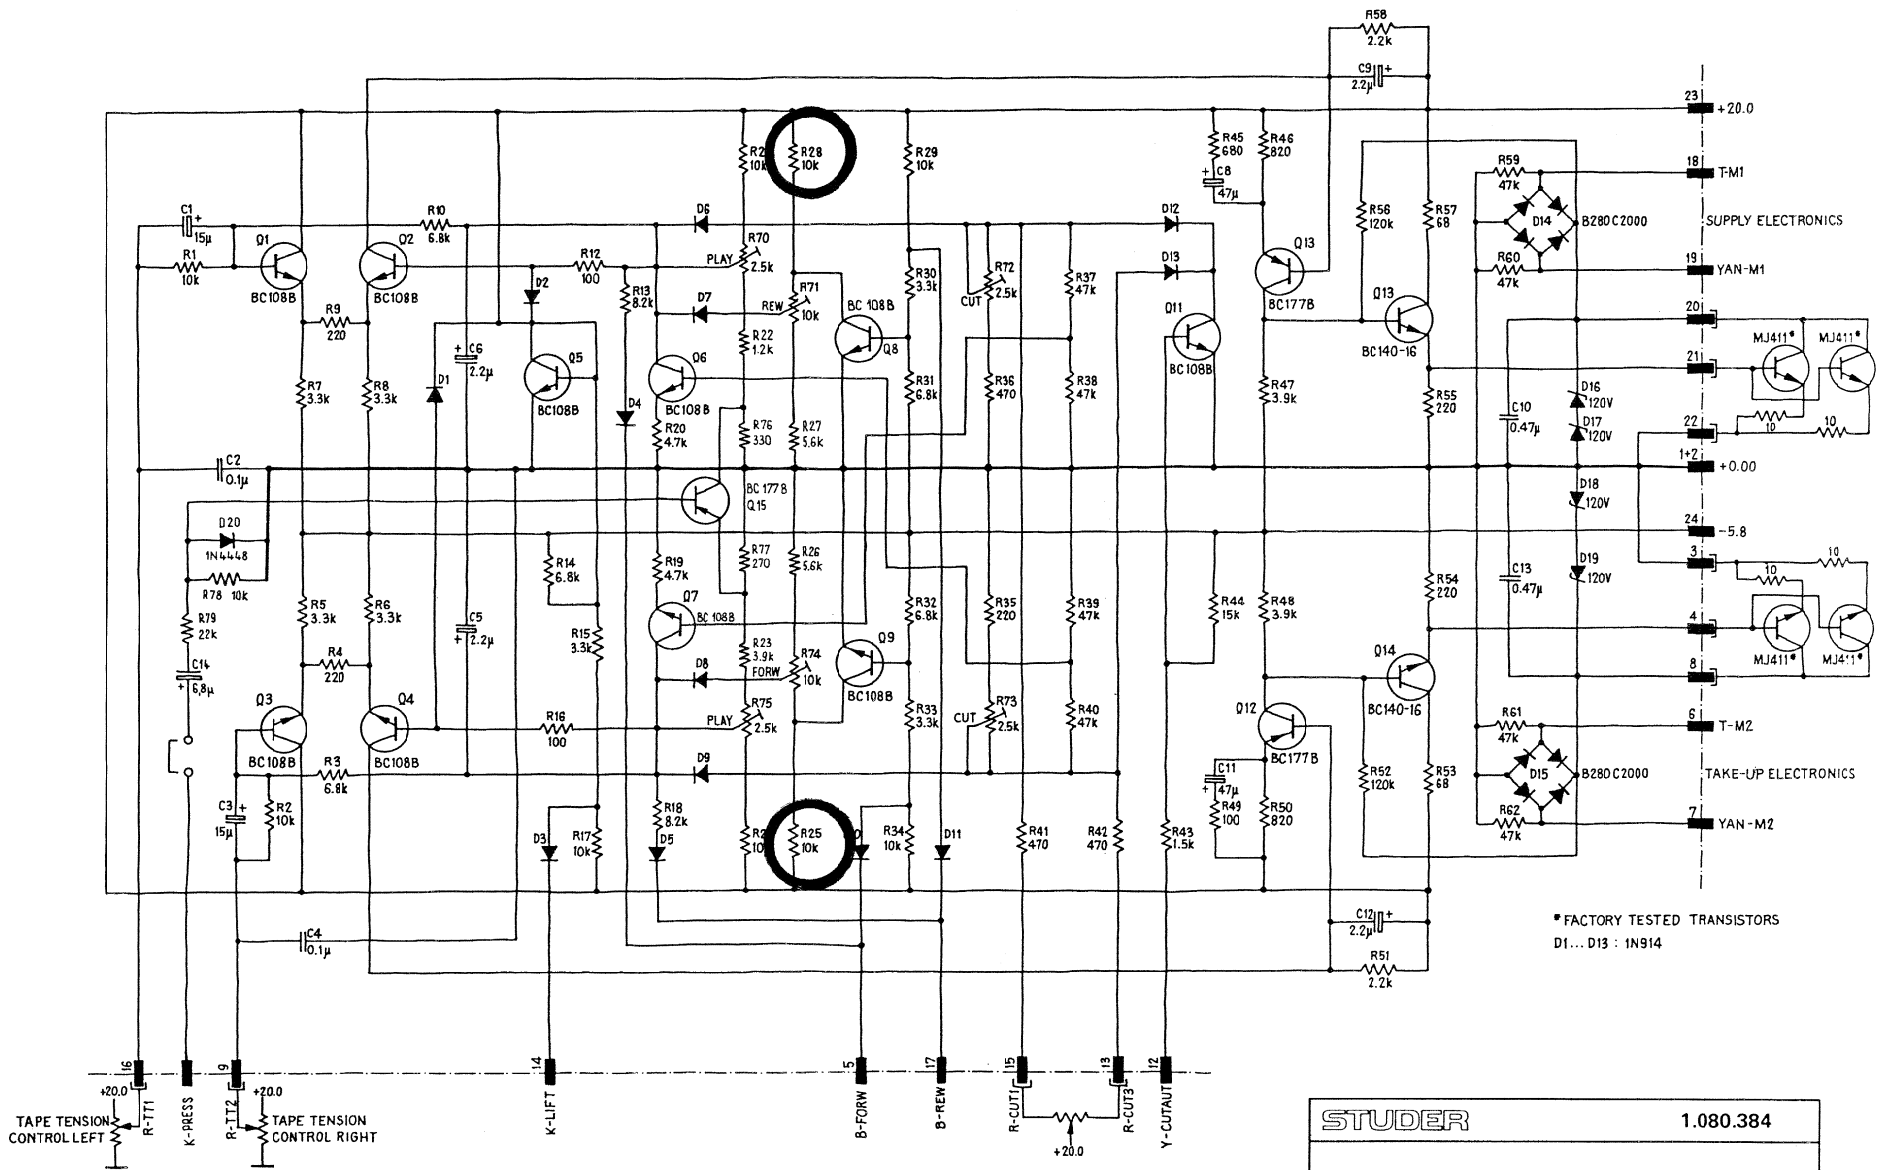 R58
2.2k
C9 +
2.2µ
23
+20.0
R2
10k
R28
10k
R29
10k
R45
680
R46
820
+ C8
47µ
R59
47k
18
T-M1
C1 +
15µ
R10
6.8k
D6
D12
R56
120k
R57
68
D14
B280C2000
SUPPLY ELECTRONICS
Q1
Q2
R1
10k
R12
100
R70
2.5k
PLAY
D13
Q13
R60
47k
19
YAN-M1
BC108B
BC108B
D2
R13
8.2k
D7
REW
R71
10k
R30
3.3k
R72
2.5k
CUT
R37
47k
BC177B
R9
220
BC 108B
Q8
Q11
BC108B
Q13
BC140-16
20
MJ411*
MJ411*
R22
1.2k
+ C6
2.2µ
Q5
BC108B
Q6
BC108B
21
R7
3.3k
R8
3.3k
D1
D4
R31
6.8k
R36
470
R38
47k
R47
3.9k
R55
220
C10
0.47µ
D16
120V
D17
120V
10
10
22
R20
4.7k
R76
330
R27
5.6k
1+2
+0.00
C2
0.1µ
BC 177B
Q15
D18
120V
D20
1N4448
24
-5.8
R78 10k
R14
6.8k
R19
4.7k
R77
270
R26
5.6k
3
10
10
D19
120V
C13
0.47µ
R54
220
R79
22k
R5
3.3k
R6
3.3k
C5
+ 2.2µ
R15
3.3k
Q7
BC 108B
R32
6.8k
R35
220
R39
47k
R44
15k
R48
3.9k
4
MJ411*
MJ411*
C14
+ 6,8µ
R4
220
R23
3.9k
FORW
D8
R74
10k
Q9
BC108B
Q14
BC140-16
8
Q3
BC108B
Q4
BC108B
R16
100
PLAY
R75
2.5k
R33
3.3k
CUT
R73
2.5k
R40
47k
Q12
BC177B
R61
47k
6
T-M2
R3
6.8k
D9
C11
47µ
+
R49
100
R50
820
R52
120k
R53
68
D15
B280C2000
TAKE-UP ELECTRONICS
C3 +
15µ
R2
10k
R18
8.2k
D3
R17
10k
D5
R25
10k
R34
10k
D11
R41
470
R42
470
R43
1.5k
R62
47k
7
YAN-M2
C4
0.1µ
C12 +
2.2µ
R51
2.2k
*FACTORY TESTED TRANSISTORS
D1...D13 : 1N914
16
9
14
5
17
15
13
12
+20.0
R-TT1
K-PRESS
R-TT2
+20.0
K-LIFT
B-FORW
B-REW
R-CUT1
R-CUT3
Y-CUTAUT
+20.0
TAPE TENSION
CONTROL LEFT
TAPE TENSION
CONTROL RIGHT
STUDER
1.080.384